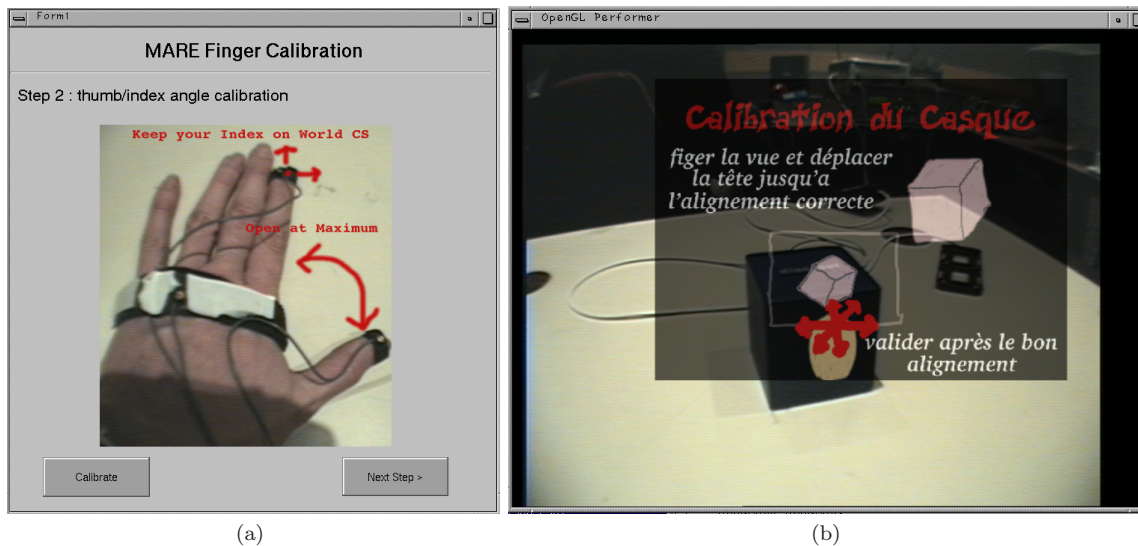 Form1
MARE Finger Calibration
Step 2 : thumb/index angle calibration
Keep your Index on World CS
Open at Maximum
Calibrate
Next Step >
(a)
OpenGL Performer
Calibration du Casque
figer la vue et déplacer
la tête jusqu'a
l'alignement correcte
valider après le bon
alignement
(b)